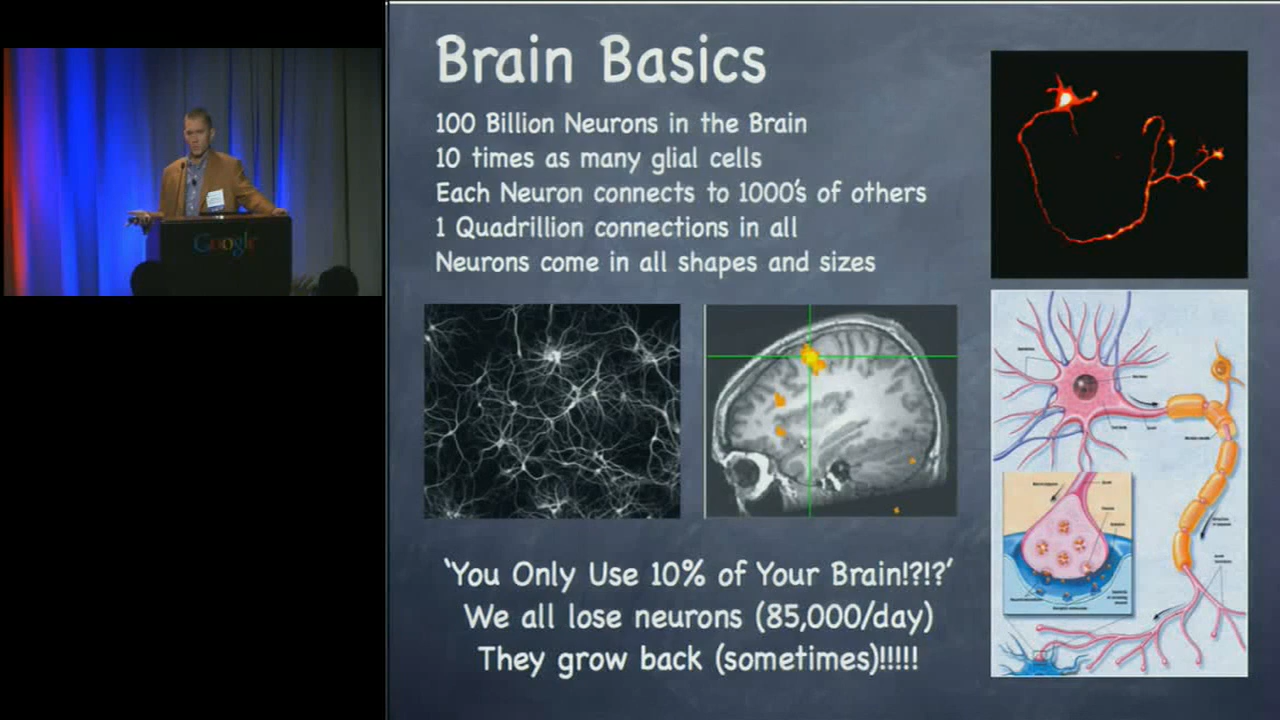 Brain Basics
100 Billion Neurons in the Brain
10 times as many glial cells
Each Neuron connects to 1000's of others
1 Quadrillion connections in all
Neurons come in all shapes and sizes
Google
'You Only Use 10% of Your Brain!?!?'
We all lose neurons (85,000/day)
They grow back (sometimes)!!!!!